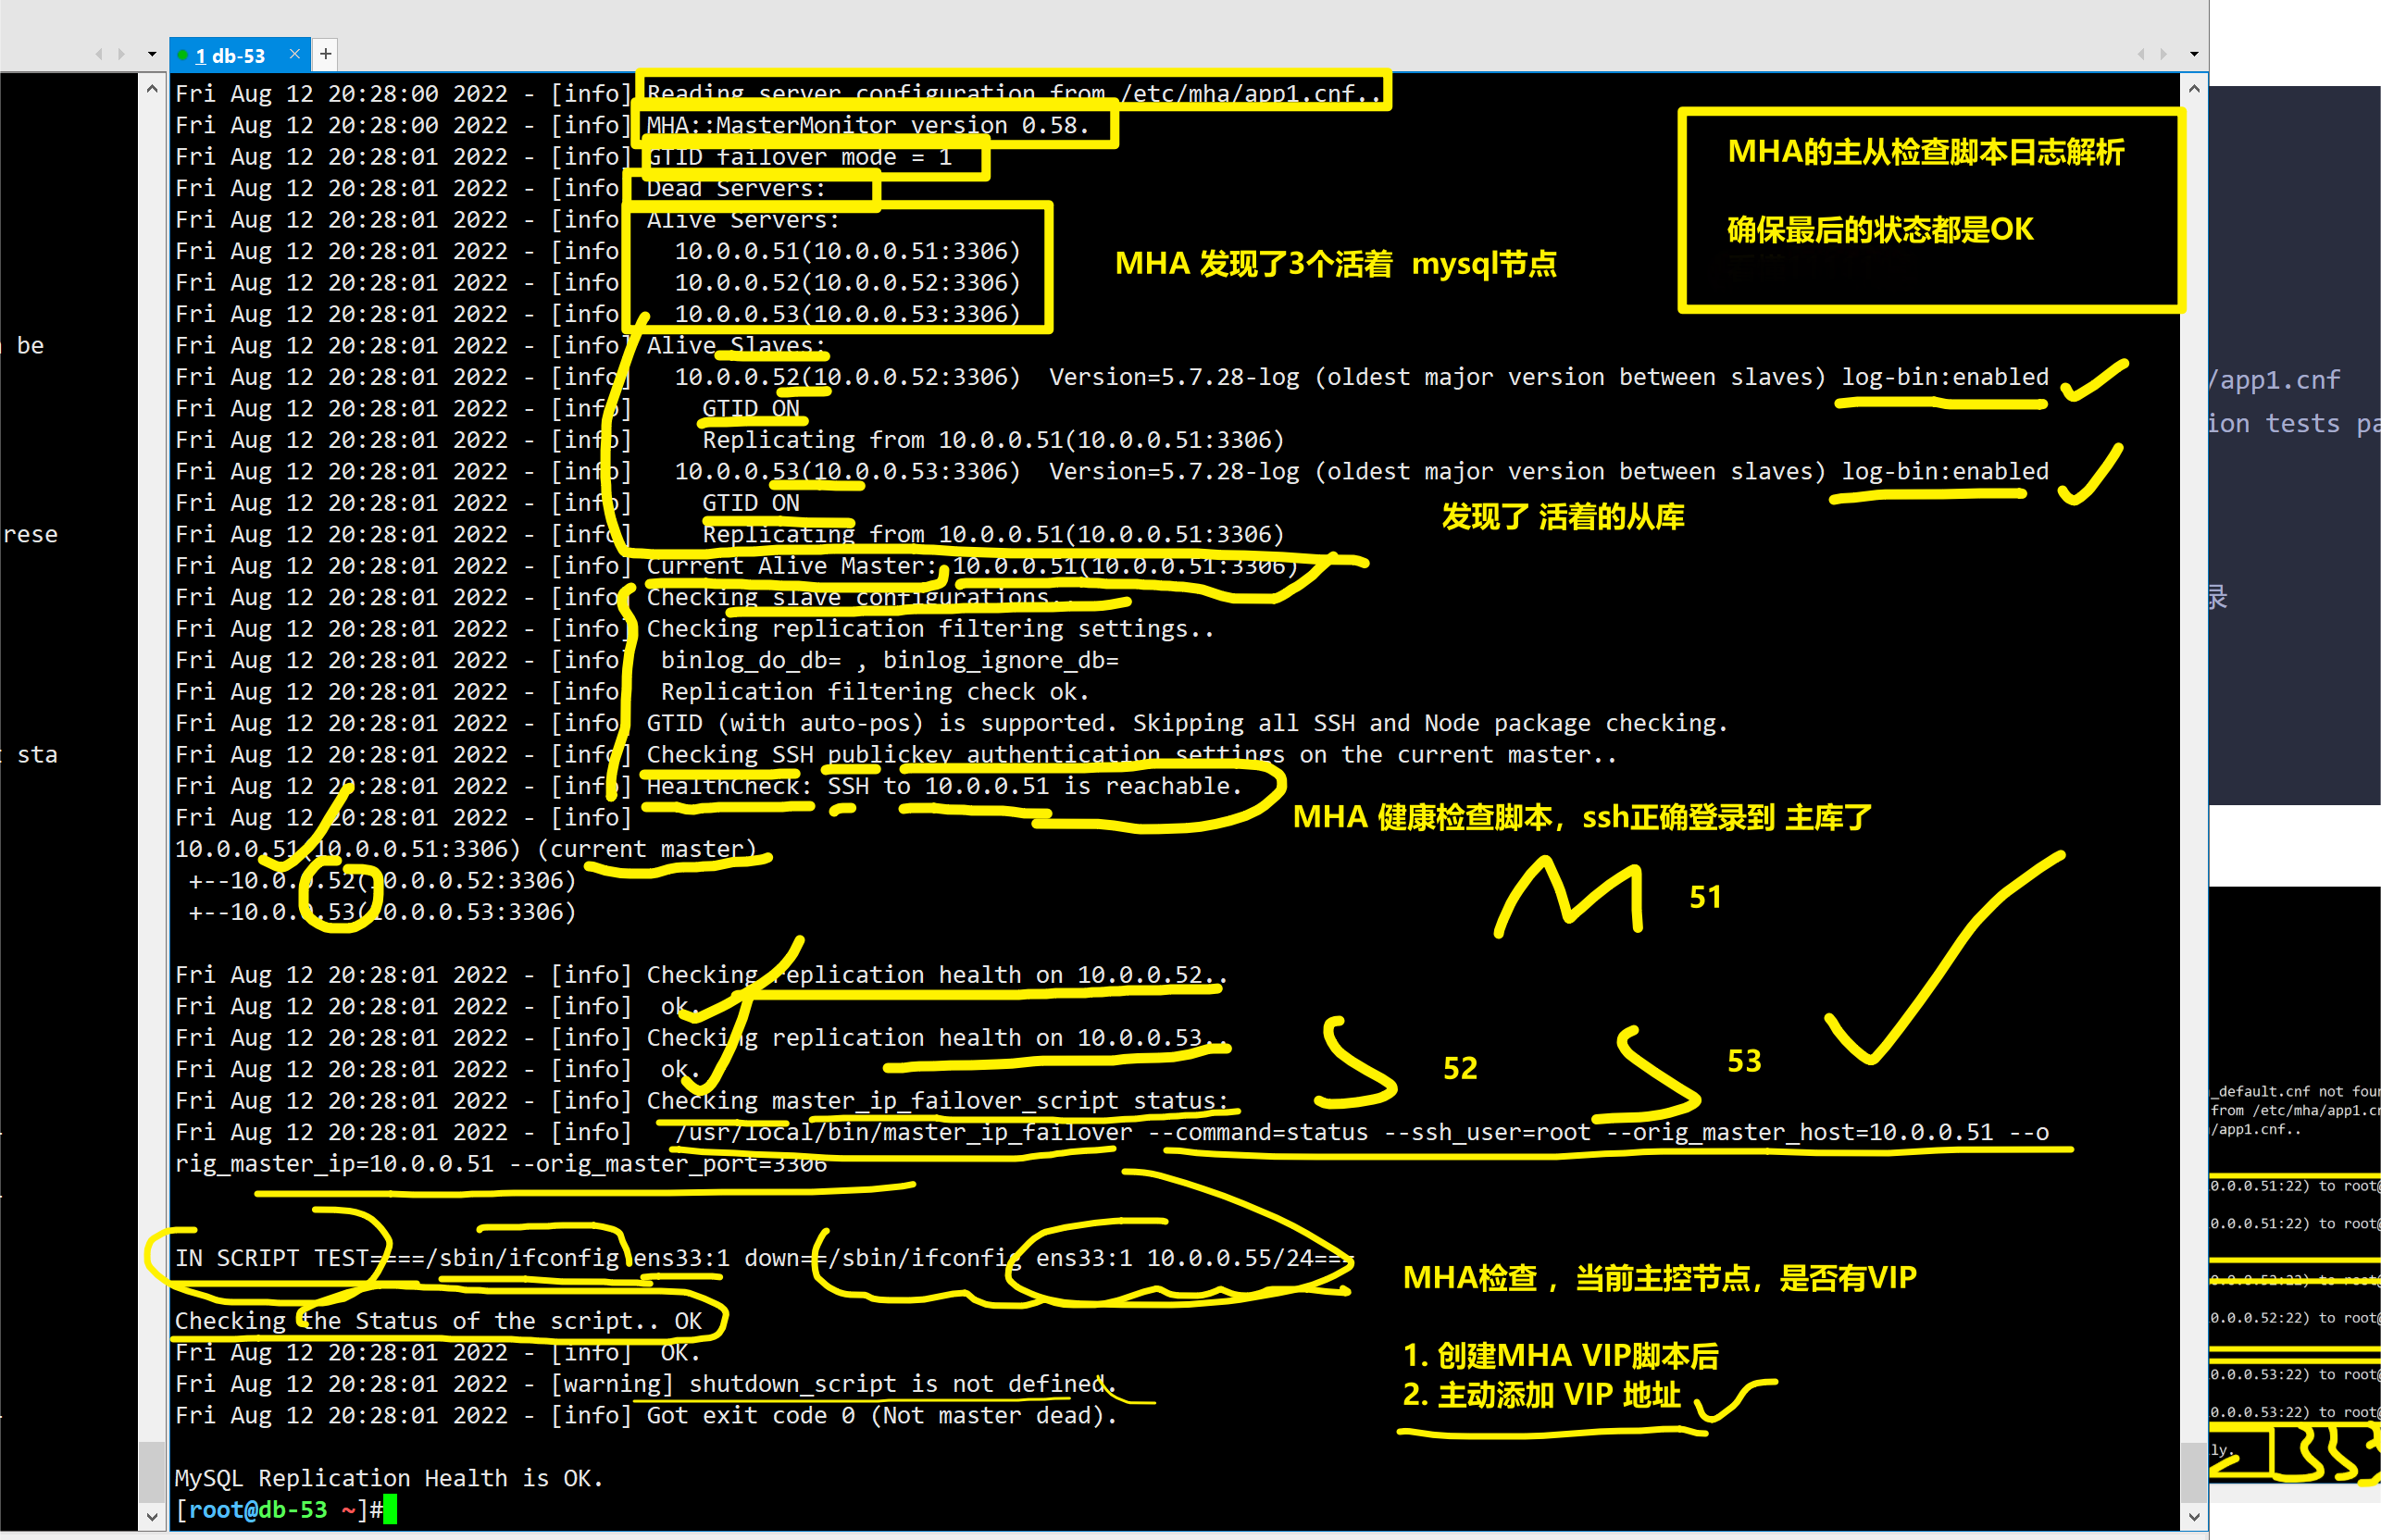 1 db-53
Fri Aug 12 20:28:00 2022 - [info] Reading server configuration from /etc/mha/app1.cnf..
Fri Aug 12 20:28:00 2022 - [info] MHA::MasterMonitor version 0.58.
Fri Aug 12 20:28:01 2022 - [info] GTID failover mode = 1
Fri Aug 12 20:28:01 2022 - [info] Dead Servers:
Fri Aug 12 20:28:01 2022 - [info] Alive Servers:
Fri Aug 12 20:28:01 2022 - [info]   10.0.0.51(10.0.0.51:3306)
Fri Aug 12 20:28:01 2022 - [info]   10.0.0.52(10.0.0.52:3306)
Fri Aug 12 20:28:01 2022 - [info]   10.0.0.53(10.0.0.53:3306)
MHA的主从检查脚本日志解析
确保最后的状态都是OK
MHA 发现了3个活着 mysql节点
Fri Aug 12 20:28:01 2022 - [info] Alive Slaves:
Fri Aug 12 20:28:01 2022 - [info]   10.0.0.52(10.0.0.52:3306)  Version=5.7.28-log (oldest major version between slaves) log-bin:enabled
Fri Aug 12 20:28:01 2022 - [info]     GTID ON
Fri Aug 12 20:28:01 2022 - [info]     Replicating from 10.0.0.51(10.0.0.51:3306)
Fri Aug 12 20:28:01 2022 - [info]   10.0.0.53(10.0.0.53:3306)  Version=5.7.28-log (oldest major version between slaves) log-bin:enabled
Fri Aug 12 20:28:01 2022 - [info]     GTID ON
发现了 活着的从库
Fri Aug 12 20:28:01 2022 - [info]     Replicating from 10.0.0.51(10.0.0.51:3306)
Fri Aug 12 20:28:01 2022 - [info] Current Alive Master: 10.0.0.51(10.0.0.51:3306)
Fri Aug 12 20:28:01 2022 - [info] Checking slave configurations..
Fri Aug 12 20:28:01 2022 - [info] Checking replication filtering settings..
Fri Aug 12 20:28:01 2022 - [info]  binlog_do_db= , binlog_ignore_db=
Fri Aug 12 20:28:01 2022 - [info]  Replication filtering check ok.
Fri Aug 12 20:28:01 2022 - [info] GTID (with auto-pos) is supported. Skipping all SSH and Node package checking.
Fri Aug 12 20:28:01 2022 - [info] Checking SSH publickey authentication settings on the current master..
Fri Aug 12 20:28:01 2022 - [info] HealthCheck: SSH to 10.0.0.51 is reachable.
MHA 健康检查脚本，ssh正确登录到 主库了
Fri Aug 12 20:28:01 2022 - [info]
10.0.0.51(10.0.0.51:3306) (current master)
 +--10.0.0.52(10.0.0.52:3306)
 +--10.0.0.53(10.0.0.53:3306)
M 51
Fri Aug 12 20:28:01 2022 - [info] Checking replication health on 10.0.0.52..
Fri Aug 12 20:28:01 2022 - [info]  ok.
Fri Aug 12 20:28:01 2022 - [info] Checking replication health on 10.0.0.53..
Fri Aug 12 20:28:01 2022 - [info]  ok.
S 52 S 53
Fri Aug 12 20:28:01 2022 - [info] Checking master_ip_failover_script status:
Fri Aug 12 20:28:01 2022 - [info]   /usr/local/bin/master_ip_failover --command=status --ssh_user=root --orig_master_host=10.0.0.51 --o
rig_master_ip=10.0.0.51 --orig_master_port=3306
IN SCRIPT TEST====/sbin/ifconfig ens33:1 down==/sbin/ifconfig ens33:1 10.0.0.55/24===
MHA检查 ，当前主控节点，是否有VIP
Checking the Status of the script.. OK
Fri Aug 12 20:28:01 2022 - [info]  OK.
Fri Aug 12 20:28:01 2022 - [warning] shutdown_script is not defined.
Fri Aug 12 20:28:01 2022 - [info] Got exit code 0 (Not master dead).
1. 创建MHA VIP脚本后
2. 主动添加 VIP 地址
MySQL Replication Health is OK.
[root@db-53 ~]#
be
rese
sta
/app1.cnf
ion tests pa
录
_default.cnf not foun
from /etc/mha/app1.cn
/app1.cnf..
0.0.0.51:22) to root@
0.0.0.51:22) to root@
0.0.0.52:22) to root@
0.0.0.52:22) to root@
0.0.0.53:22) to root@
0.0.0.53:22) to root@
ly.